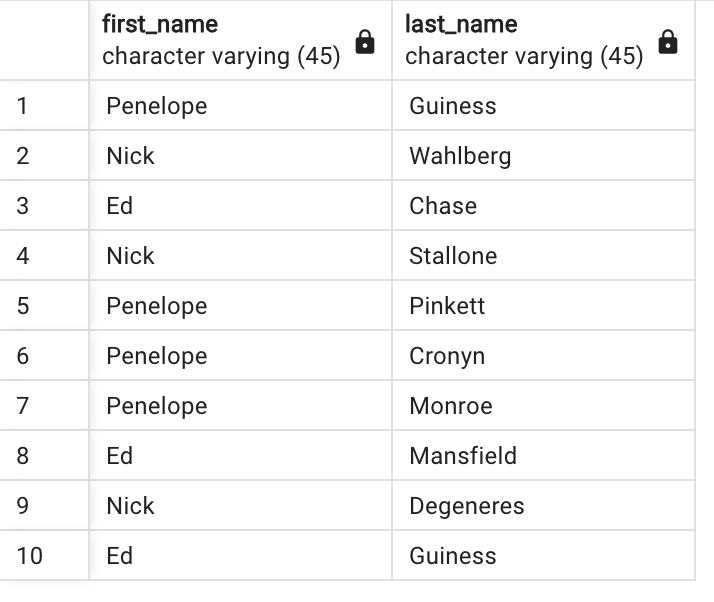 first_name last_name
character varying (45) character varying (45)
1 Penelope Guiness
2 Nick Wahlberg
3 Ed Chase
4 Nick Stallone
5 Penelope Pinkett
6 Penelope Cronyn
7 Penelope Monroe
8 Ed Mansfield
9 Nick Degeneres
10 Ed Guiness